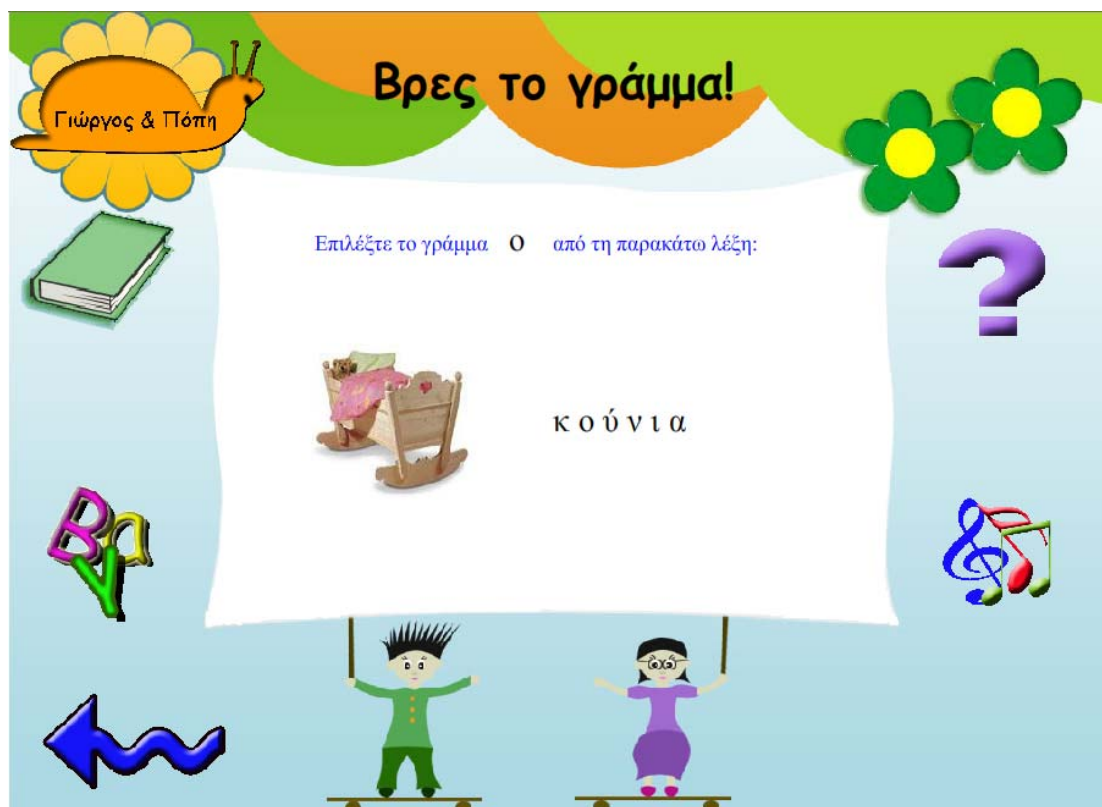 Βρες το γράμμα!
Γιώργος & Πόπη
Επιλέξτε το γράμμα ο από τη παρακάτω λέξη:
κ ο ύ ν ι α